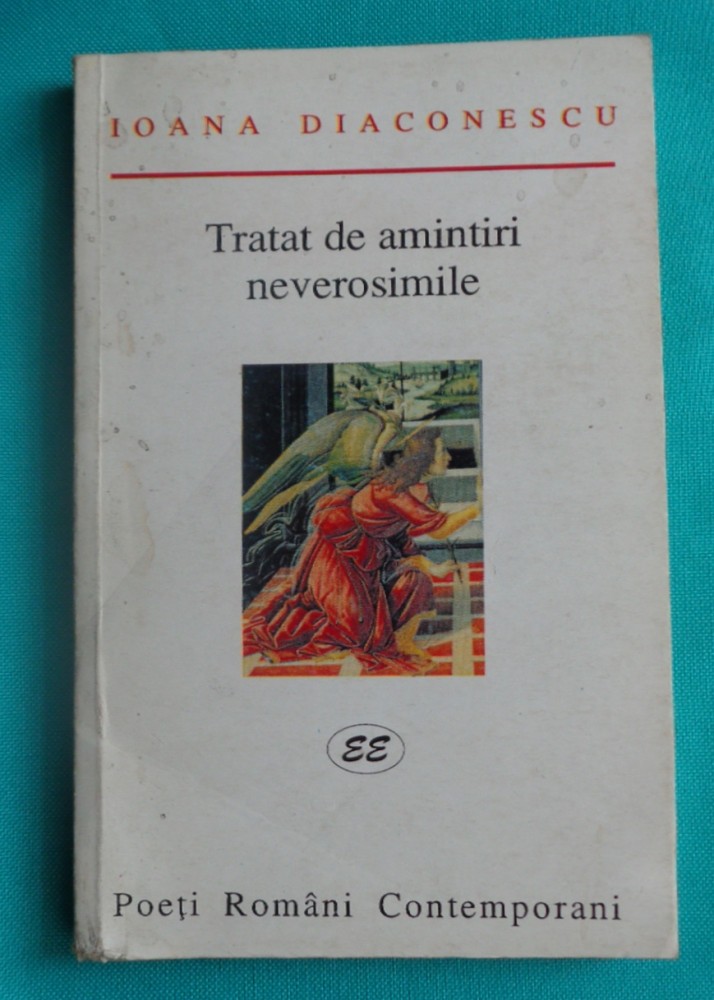 IOANA DIACONESCU
Tratat de amintiri
neverosimile
EE
Poeţi Români Contemporani